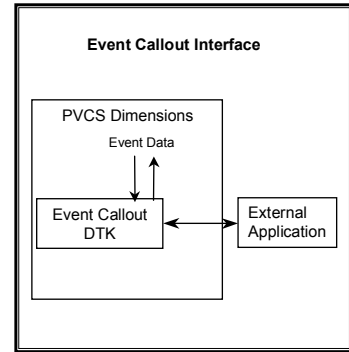 Event Callout Interface
PVCS Dimensions
Event Data
Event Callout
DTK
External
Application